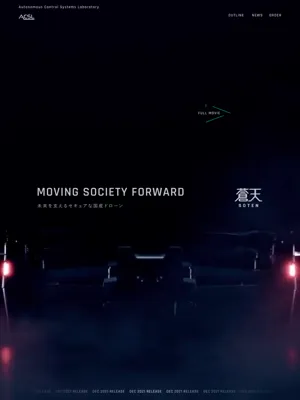 Autonomous Control Systems Laboratory
ACSL
OUTLINE NEWS ORDER
FULL MOVIE
MOVING SOCIETY FORWARD
未来を支えるセキュアな国産ドローン
蒼天
SOTEN
DEC 2021 RELEASE DEC 2021 RELEASE DEC 2021 RELEASE DEC 2021 RELEASE DEC 2021 RELEASE